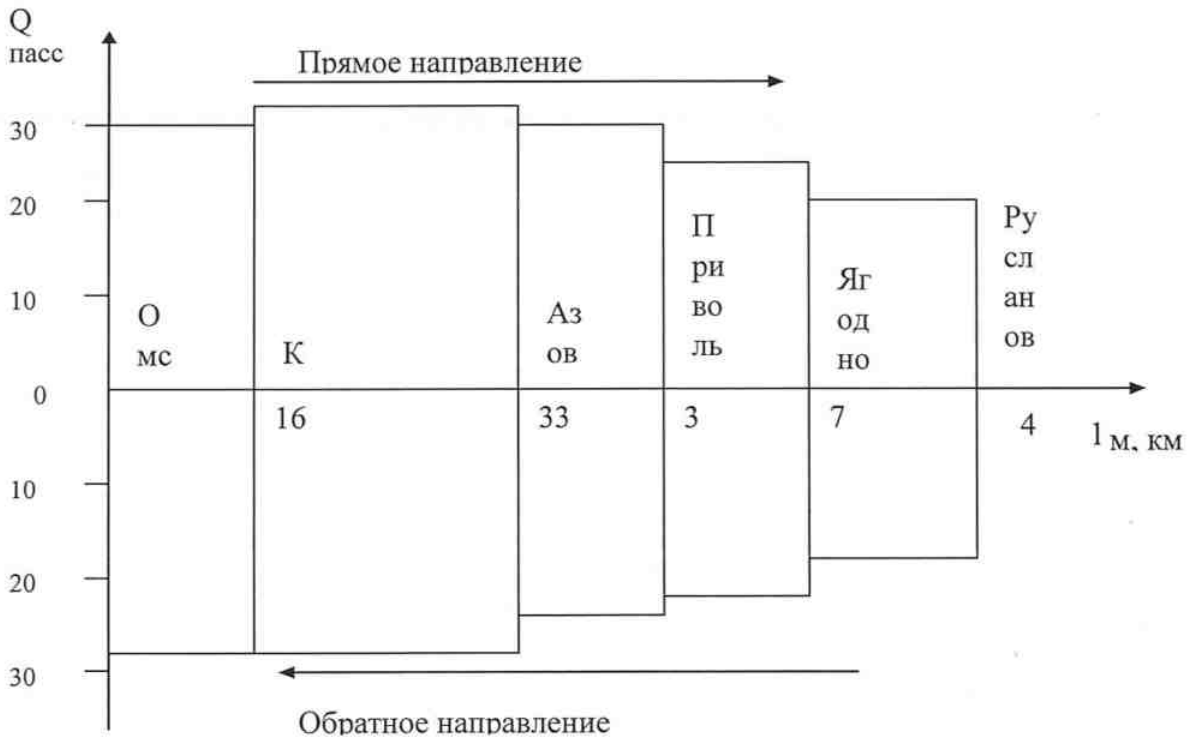 Q
пасс
Прямое направление
30
20
10
0
10
20
30
О
мс
К
Аз
ов
П
ри
во
ль
Яг
од
но
Ру
сл
ан
ов
16
33
3
7
4
l м, км
Обратное направление